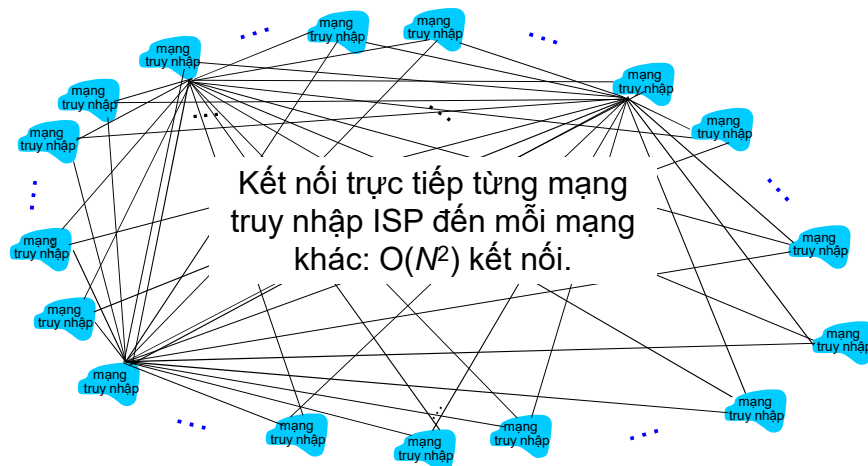 mạng
truy nhập
mạng
truy nhập
mạng
truy nhập
mạng
truy nhập
mạng
truy nhập
mạng
truy nhập
mạng
truy nhập
Kết nối trực tiếp từng mạng
truy nhập ISP đến mỗi mạng
khác: O(N²) kết nối.
mạng
truy nhập
mạng
truy nhập
mạng
truy nhập
mạng
truy nhập
mạng
truy nhập
mạng
truy nhập
mạng
truy nhập
mạng
truy nhập
mạng
truy nhập